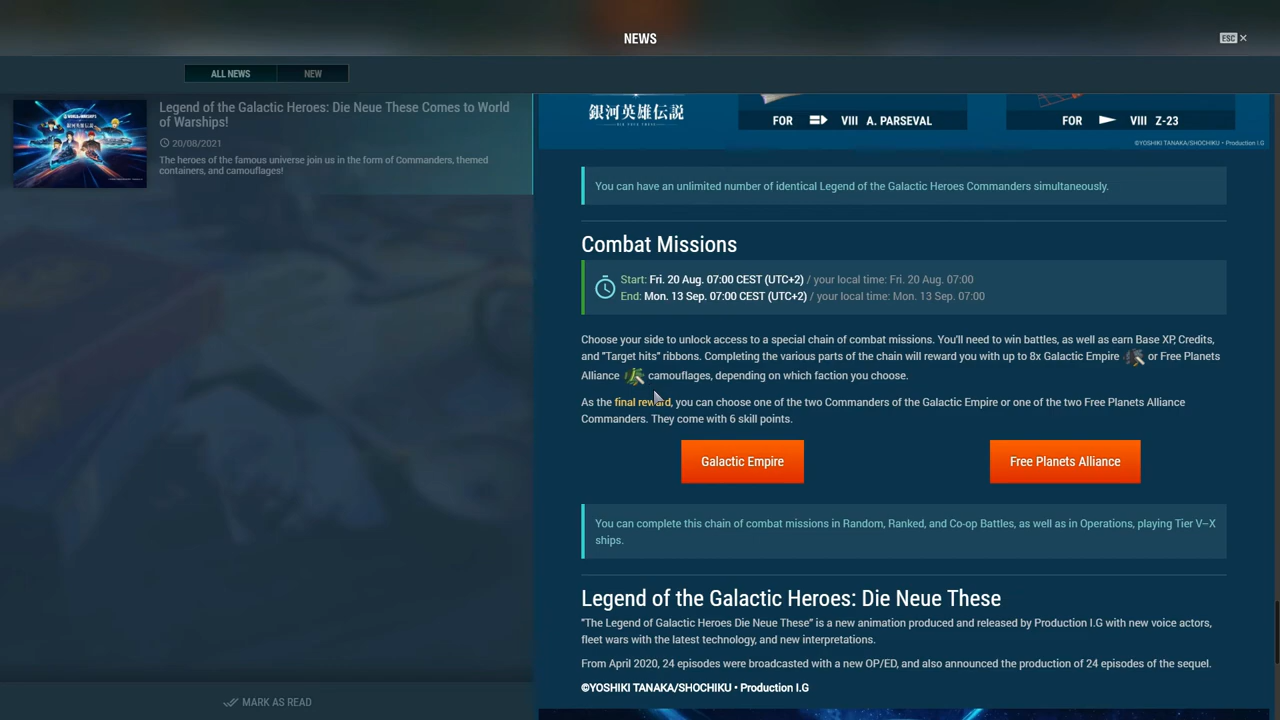 NEWS
ESC ×
ALL NEWS
NEW
Legend of the Galactic Heroes: Die Neue These Comes to World
of Warships!
20/08/2021
The heroes of the famous universe join us in the form of Commanders, themed
containers, and camouflages!
MARK AS READ
銀河英雄伝説
FOR VIII A. PARSEVAL
FOR VIII Z-23
©YOSHIKI TANAKA/SHOCHIKU • Production I.G
You can have an unlimited number of identical Legend of the Galactic Heroes Commanders simultaneously.
Combat Missions
Start: Fri. 20 Aug. 07:00 CEST (UTC+2) / your local time: Fri. 20 Aug. 07:00
End: Mon. 13 Sep. 07:00 CEST (UTC+2) / your local time: Mon. 13 Sep. 07:00
Choose your side to unlock access to a special chain of combat missions. You'll need to win battles, as well as earn Base XP, Credits,
and "Target hits" ribbons. Completing the various parts of the chain will reward you with up to 8x Galactic Empire or Free Planets
Alliance camouflages, depending on which faction you choose.
As the final reward, you can choose one of the two Commanders of the Galactic Empire or one of the two Free Planets Alliance
Commanders. They come with 6 skill points.
Galactic Empire
Free Planets Alliance
You can complete this chain of combat missions in Random, Ranked, and Co-op Battles, as well as in Operations, playing Tier V–X
ships.
Legend of the Galactic Heroes: Die Neue These
"The Legend of Galactic Heroes Die Neue These" is a new animation produced and released by Production I.G with new voice actors,
fleet wars with the latest technology, and new interpretations.
From April 2020, 24 episodes were broadcasted with a new OP/ED, and also announced the production of 24 episodes of the sequel.
©YOSHIKI TANAKA/SHOCHIKU • Production I.G